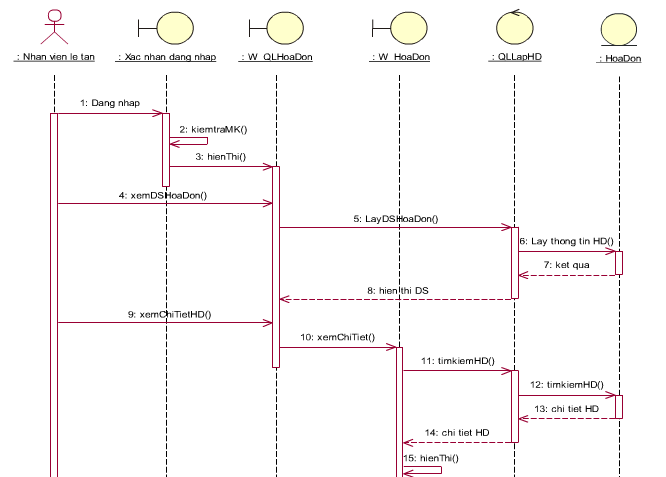 : Nhan vien le tan
: Xac nhan dang nhap
: W_QLHoaDon
: W_HoaDon
: QLLapHD
: HoaDon
1: Dang nhap
2: kiemtraMK()
3: hienThi()
4: xemDSHoaDon()
5: LayDSHoaDon()
6: Lay thong tin HD()
7: ket qua
8: hien thi DS
9: xemChiTietHD()
10: xemChiTiet()
11: timkiemHD()
12: timkiemHD()
13: chi tiet HD
14: chi tiet HD
15: hienThi()